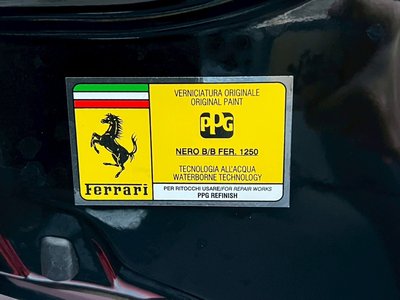 VERNICIATURA ORIGINALE
ORIGINAL PAINT
PPG
NERO B/B FER. 1250
TECNOLOGIA ALL'ACQUA
WATERBORNE TECHNOLOGY
Ferrari
PER RITOCCHI USARE/FOR REPAIR WORKS
PPG REFINISH